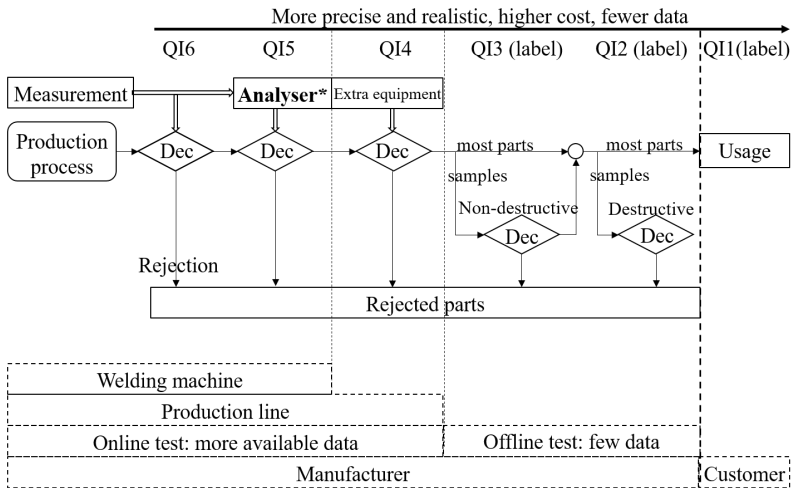 More precise and realistic, higher cost, fewer data
QI6 QI5 QI4 QI3 (label) QI2 (label) QI1(label)
Measurement Analyser* Extra equipment
Production process
Dec Dec Dec
most parts
most parts
Usage
samples
samples
Non-destructive
Destructive
Dec
Dec
Rejection
Rejected parts
Welding machine
Production line
Online test: more available data
Offline test: few data
Manufacturer
Customer